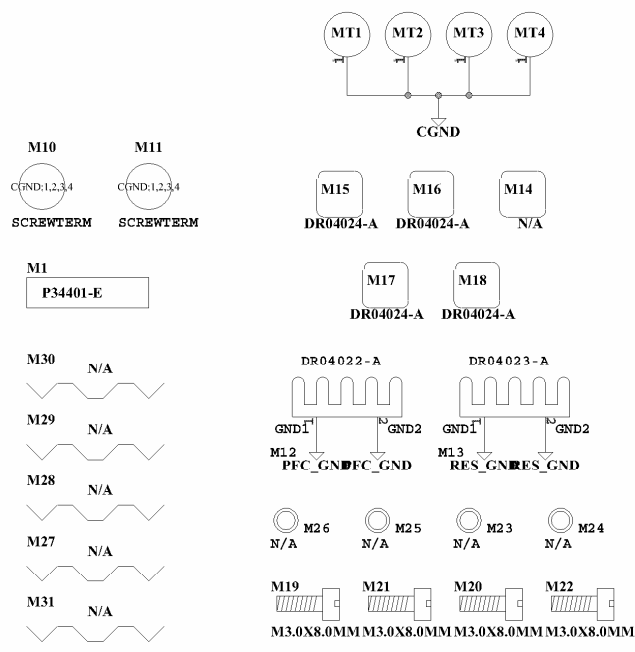 MT1 MT2 MT3 MT4
1 1 1 1
CGND
M10 M11
CGND;1,2,3,4 CGND;1,2,3,4
SCREWTERM SCREWTERM
M15 M16 M14
DR04024-A DR04024-A N/A
M1
P34401-E
M17 M18
DR04024-A DR04024-A
M30 N/A
DR04022-A DR04023-A
M29 N/A
GND1 1 2 GND2 GND1 1 2 GND2
M12 M13
PFC_GND PFC_GND RES_GND RES_GND
M28 N/A
M26 M25 M23 M24
N/A N/A N/A N/A
M27 N/A
M19 M21 M20 M22
M31 N/A
M3.0X8.0MM M3.0X8.0MM M3.0X8.0MM M3.0X8.0MM